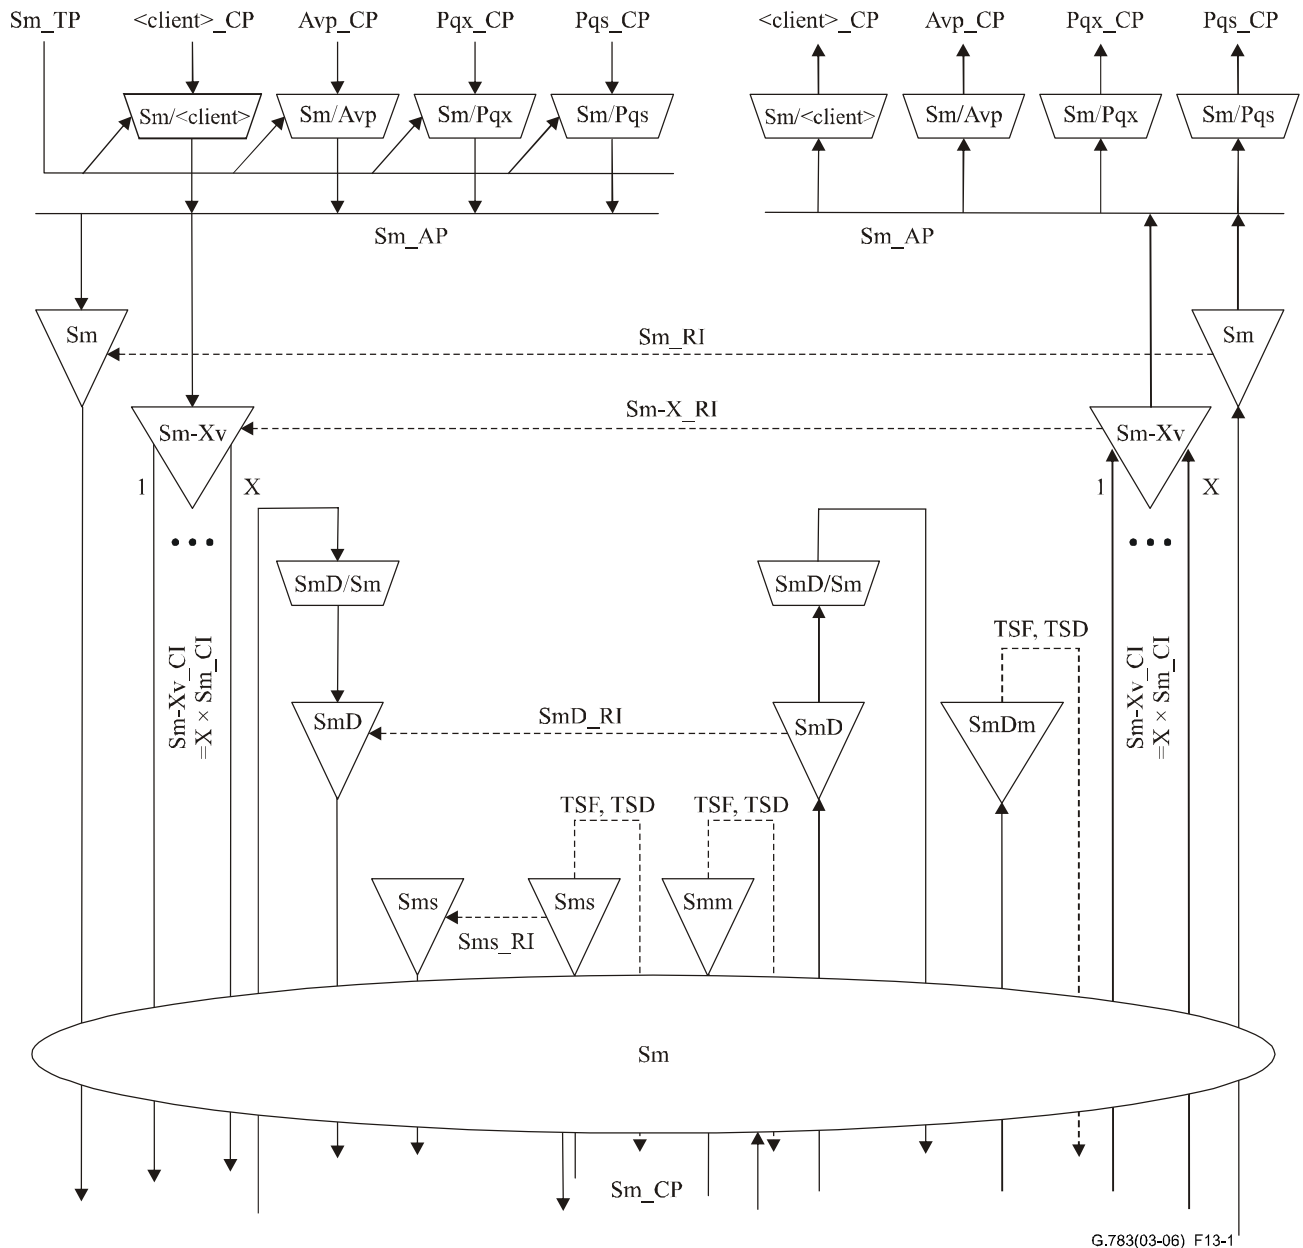 Sm_TP <client>_CP Avp_CP Pqx_CP Pqs_CP <client>_CP Avp_CP Pqx_CP Pqs_CP
Sm/<client> Sm/Avp Sm/Pqx Sm/Pqs Sm/<client> Sm/Avp Sm/Pqx Sm/Pqs
Sm_AP Sm_AP
Sm Sm_RI Sm
Sm-Xv Sm-X_RI Sm-Xv
1 X 1 X
••• •••
SmD/Sm SmD/Sm
Sm-Xv_CI
=X × Sm_CI
TSF, TSD
Sm-Xv_CI
=X × Sm_CI
SmD SmD_RI SmD SmDm
TSF, TSD TSF, TSD
Sms Sms Smm
Sms_RI
Sm
Sm_CP
G.783(03-06) F13-1